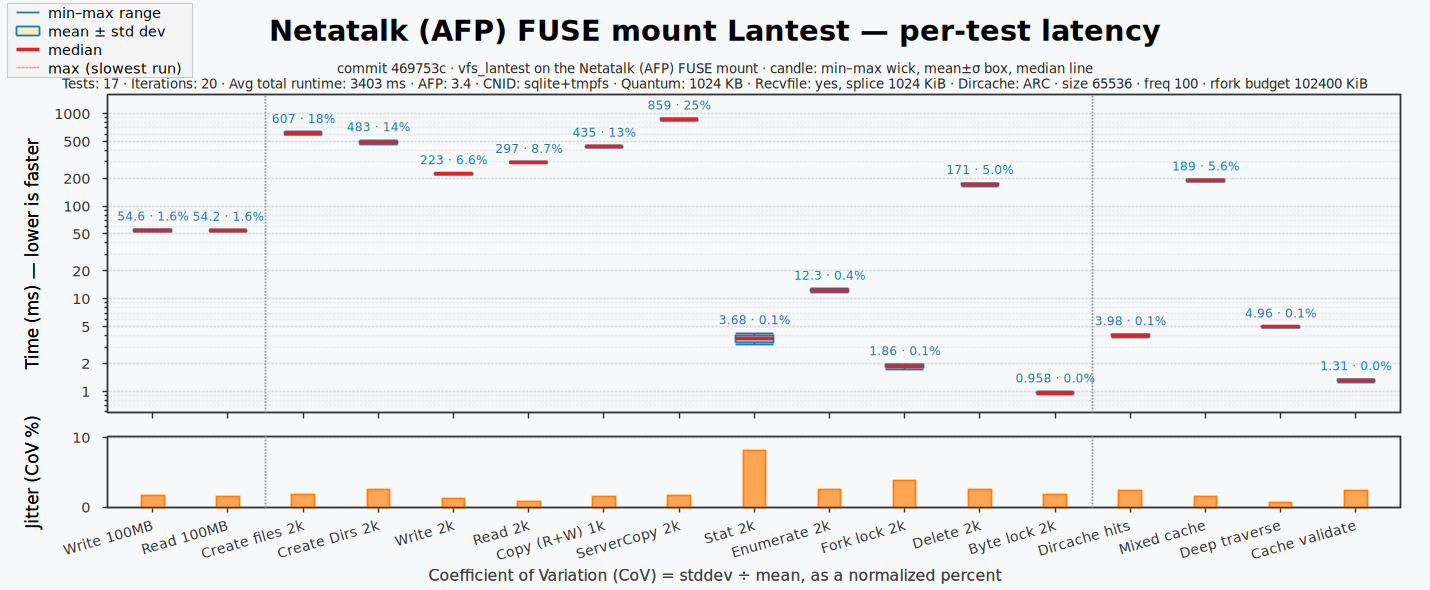 min–max range
mean ± std dev
median
max (slowest run)
Netatalk (AFP) FUSE mount Lantest — per-test latency
commit 469753c · vfs_lantest on the Netatalk (AFP) FUSE mount · candle: min–max wick, mean±σ box, median line
Tests: 17 · Iterations: 20 · Avg total runtime: 3403 ms · AFP: 3.4 · CNID: sqlite+tmpfs · Quantum: 1024 KB · Recvfile: yes, splice 1024 KiB · Dircache: ARC · size 65536 · freq 100 · rfork budget 102400 KiB
Time (ms) — lower is faster
1000
500
200
100
50
20
10
5
2
1
54.6 · 1.6%
54.2 · 1.6%
607 · 18%
483 · 14%
223 · 6.6%
297 · 8.7%
435 · 13%
859 · 25%
3.68 · 0.1%
12.3 · 0.4%
1.86 · 0.1%
171 · 5.0%
0.958 · 0.0%
3.98 · 0.1%
189 · 5.6%
4.96 · 0.1%
1.31 · 0.0%
Jitter (CoV %)
10
0
Write 100MB
Read 100MB
Create files 2k
Create Dirs 2k
Write 2k
Read 2k
Copy (R+W) 1k
ServerCopy 2k
Stat 2k
Enumerate 2k
Fork lock 2k
Delete 2k
Byte lock 2k
Dircache hits
Mixed cache
Deep traverse
Cache validate
Coefficient of Variation (CoV) = stddev ÷ mean, as a normalized percent